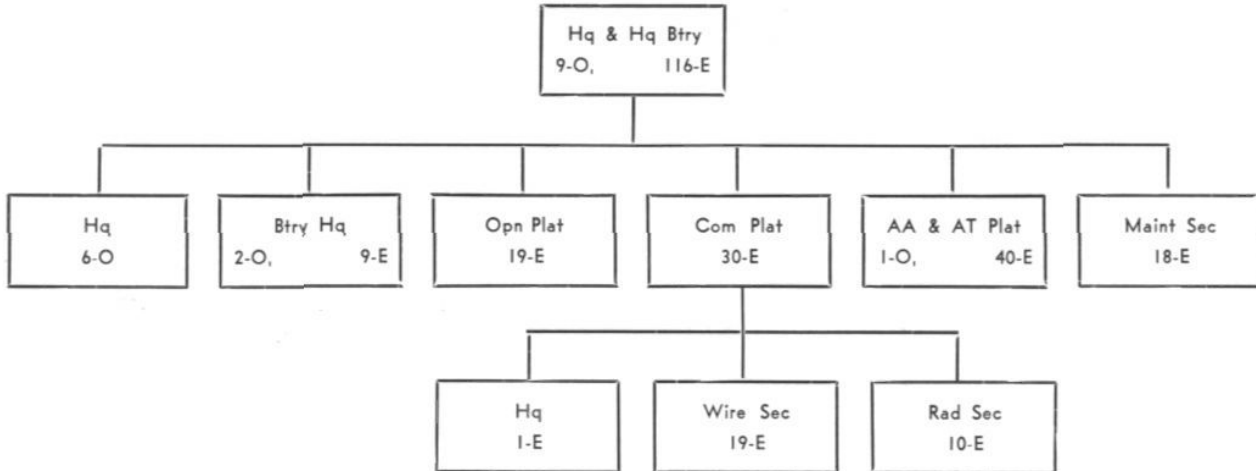 Hq & Hq Btry
9-O, 116-E
Hq
6-O
Btry Hq
2-O, 9-E
Opn Plat
19-E
Com Plat
30-E
AA & AT Plat
1-O, 40-E
Maint Sec
18-E
Hq
1-E
Wire Sec
19-E
Rad Sec
10-E